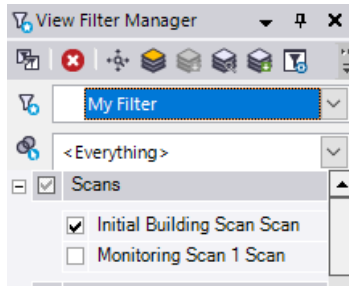 View Filter Manager
My Filter
<Everything>
Scans
Initial Building Scan Scan
Monitoring Scan 1 Scan